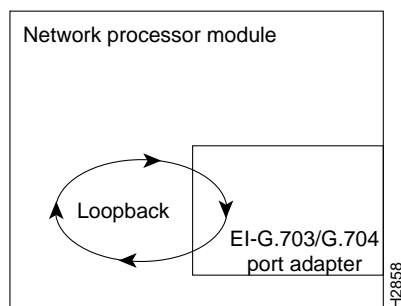 Network processor module
Loopback
EI-G.703/G.704
port adapter
H2858